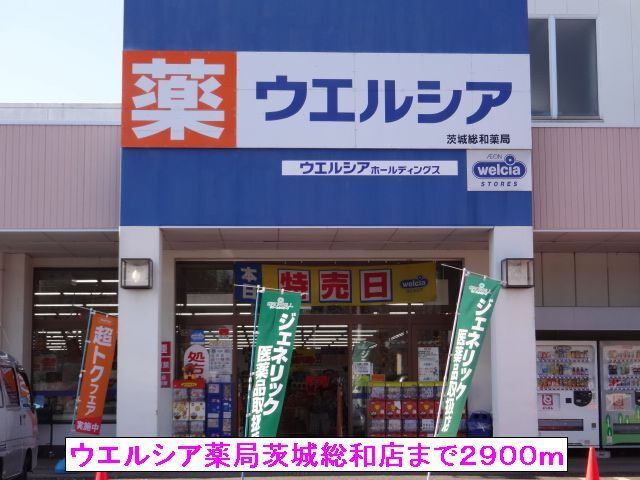 薬 ウエルシア
茨城総和薬局
ウエルシアホールディングス
AEON
welcia
STORES
本日 特売日 welcia
処
超トクフェア
実施中
ジェネリック
医薬品取扱
ジェネリック
医薬品取扱店
ウエルシア薬局茨城総和店まで2900m